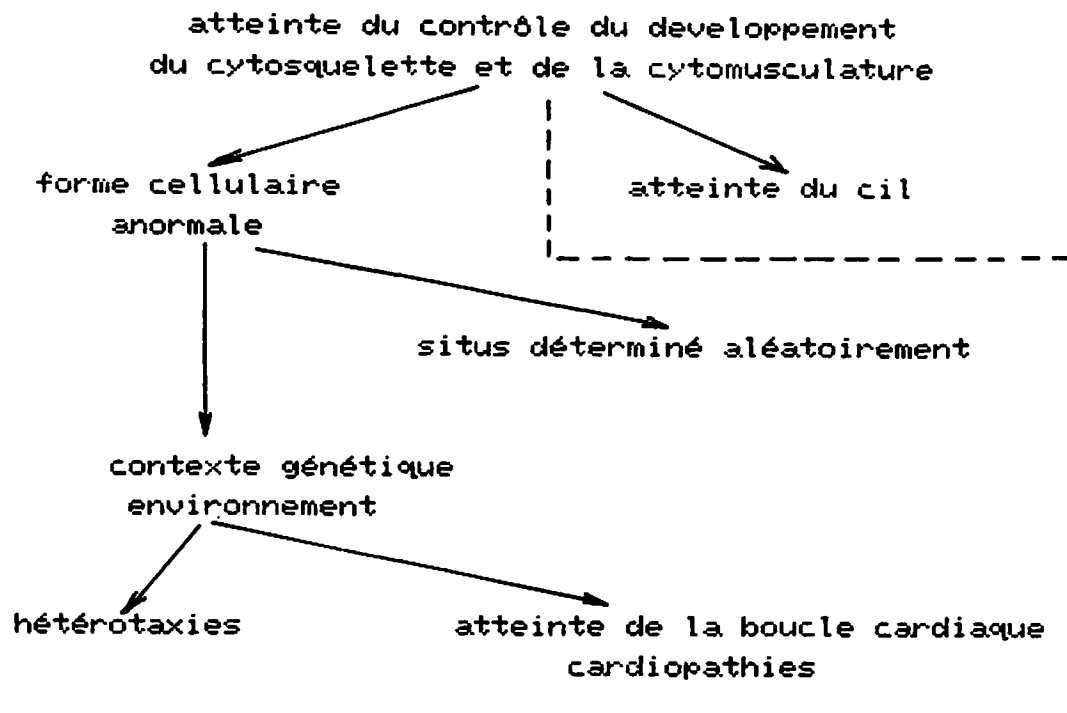 atteinte du contrôle du developpement
du cytosquelette et de la cytomusculature
forme cellulaire
anormale
atteinte du cil
situs déterminé aléatoirement
contexte génétique
environnement
hétérotaxies
atteinte de la boucle cardiaque
cardiopathies